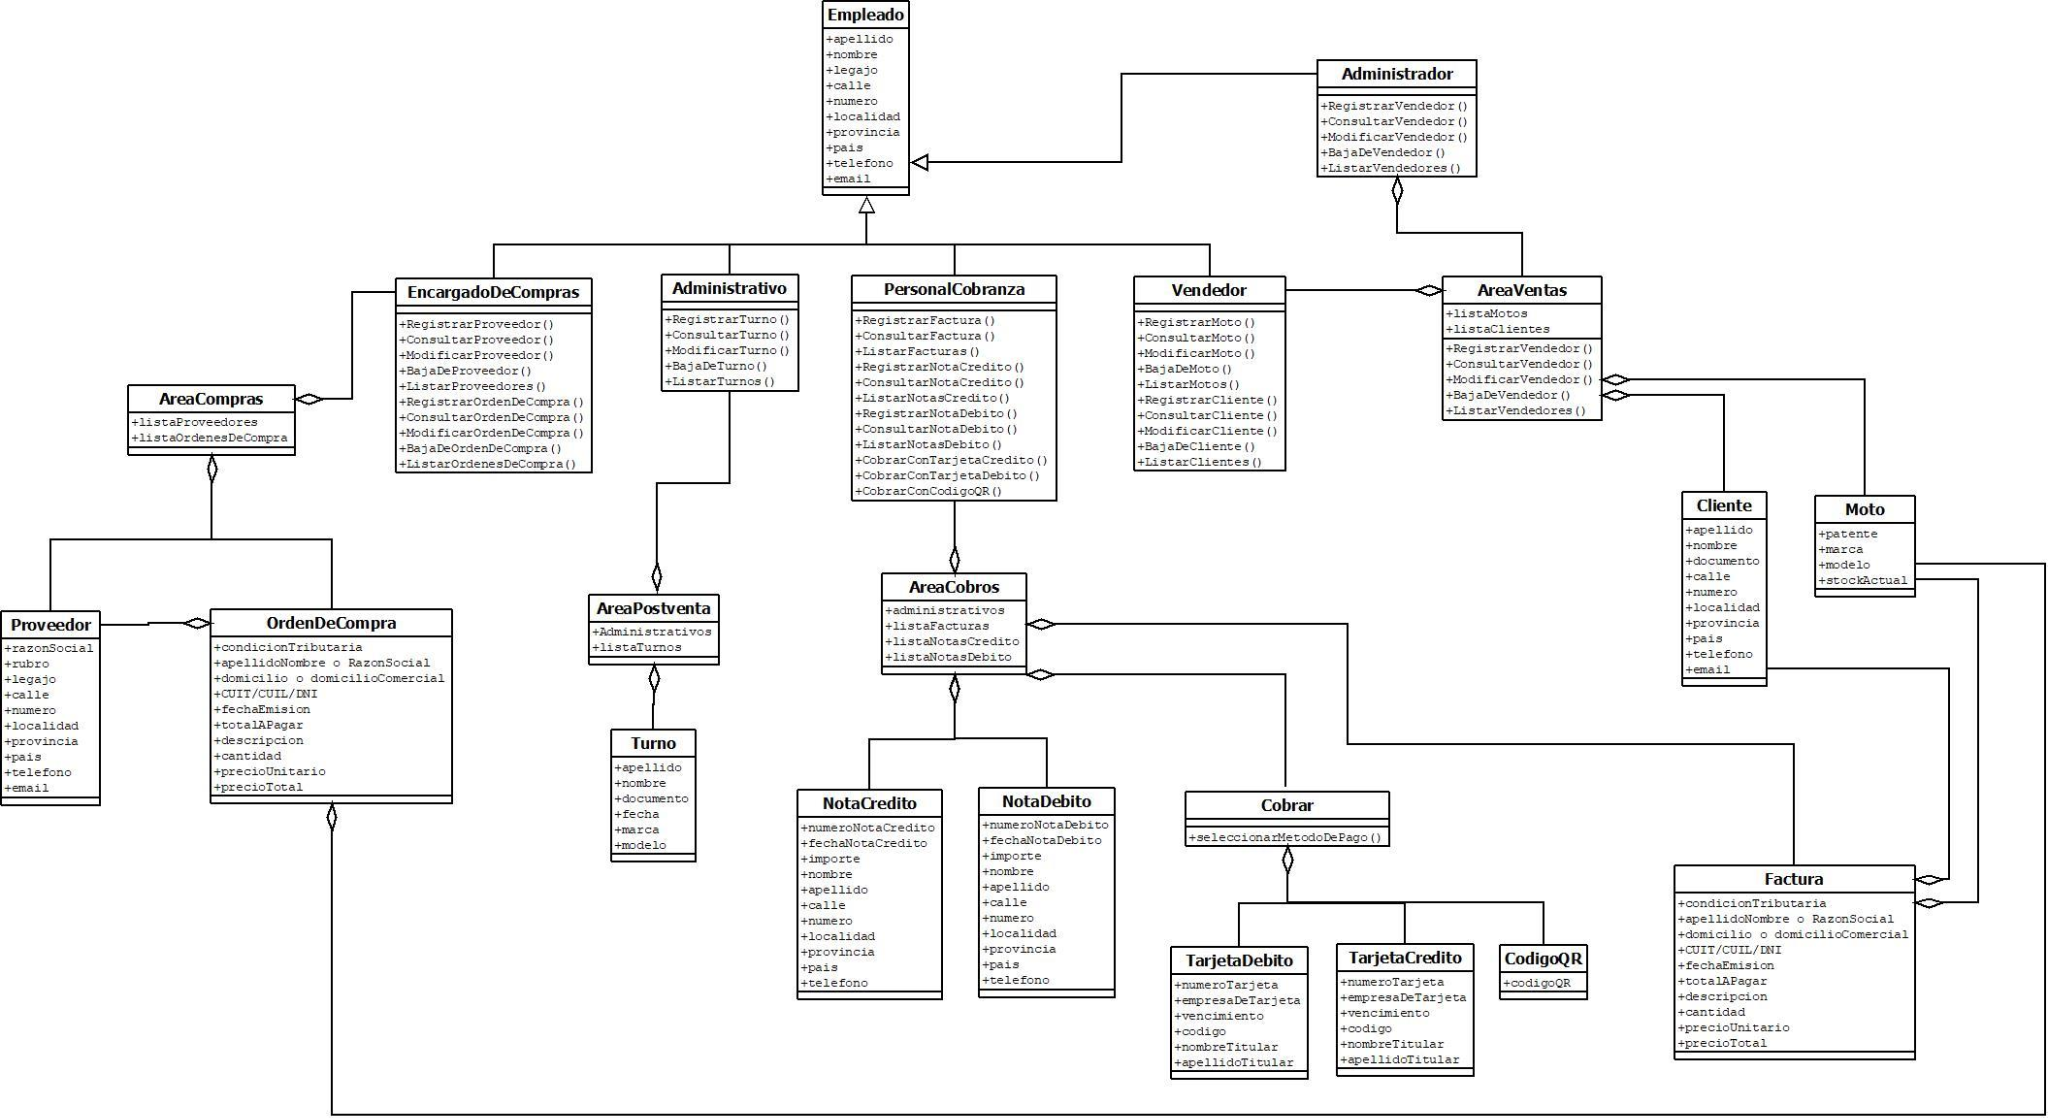 Empleado
+apellido
+nombre
+legajo
+calle
+numero
+localidad
+provincia
+pais
+telefono
+email
Administrador
+RegistrarVendedor()
+ConsultarVendedor()
+ModificarVendedor()
+BajaDeVendedor()
+ListarVendedores()
EncargadoDeCompras
+RegistrarProveedor()
+ConsultarProveedor()
+ModificarProveedor()
+BajaDeProveedor()
+ListarProveedores()
+RegistrarOrdenDeCompra()
+ConsultarOrdenDeCompra()
+ModificarOrdenDeCompra()
+BajaDeOrdenDeCompra()
+ListarOrdenesDeCompra()
Administrativo
+RegistrarTurno()
+ConsultarTurno()
+ModificarTurno()
+BajaDeTurno()
+ListarTurnos()
PersonalCobranza
+RegistrarFactura()
+ConsultarFactura()
+ListarFacturas()
+RegistrarNotaCredito()
+ConsultarNotaCredito()
+ListarNotasCredito()
+RegistrarNotaDebito()
+ConsultarNotaDebito()
+ListarNotasDebito()
+CobrarConTarjetaCredito()
+CobrarConTarjetaDebito()
+CobrarConCodigoQR()
Vendedor
+RegistrarMoto()
+ConsultarMoto()
+ModificarMoto()
+BajaDeMoto()
+ListarMotos()
+RegistrarCliente()
+ConsultarCliente()
+ModificarCliente()
+BajaDeCliente()
+ListarClientes()
AreaVentas
+listaMotos
+listaClientes
+RegistrarVendedor()
+ConsultarVendedor()
+ModificarVendedor()
+BajaDeVendedor()
+ListarVendedores()
AreaCompras
+listaProveedores
+listaOrdenesDeCompra
Cliente
+apellido
+nombre
+documento
+calle
+numero
+localidad
+provincia
+pais
+telefono
+email
Moto
+patente
+marca
+modelo
+stockActual
Proveedor
+razonSocial
+rubro
+legajo
+calle
+numero
+localidad
+provincia
+pais
+telefono
+email
OrdenDeCompra
+condicionTributaria
+apellidoNombre o RazonSocial
+domicilio o domicilioComercial
+CUIT/CUIL/DNI
+fechaEmision
+totalAPagar
+descripcion
+cantidad
+precioUnitario
+precioTotal
AreaPostventa
+Administrativos
+listaTurnos
AreaCobros
+administrativos
+listaFacturas
+listaNotasCredito
+listaNotasDebito
Turno
+apellido
+nombre
+documento
+fecha
+marca
+modelo
NotaCredito
+numeroNotaCredito
+fechaNotaCredito
+importe
+nombre
+apellido
+calle
+numero
+localidad
+provincia
+pais
+telefono
NotaDebito
+numeroNotaDebito
+fechaNotaDebito
+importe
+nombre
+apellido
+calle
+numero
+localidad
+provincia
+pais
+telefono
Cobrar
+seleccionarMetodoDePago()
TarjetaDebito
+numeroTarjeta
+empresaDeTarjeta
+vencimiento
+codigo
+nombreTitular
+apellidoTitular
TarjetaCredito
+numeroTarjeta
+empresaDeTarjeta
+vencimiento
+codigo
+nombreTitular
+apellidoTitular
CodigoQR
+codigoQR
Factura
+condicionTributaria
+apellidoNombre o RazonSocial
+domicilio o domicilioComercial
+CUIT/CUIL/DNI
+fechaEmision
+totalAPagar
+descripcion
+cantidad
+precioUnitario
+precioTotal